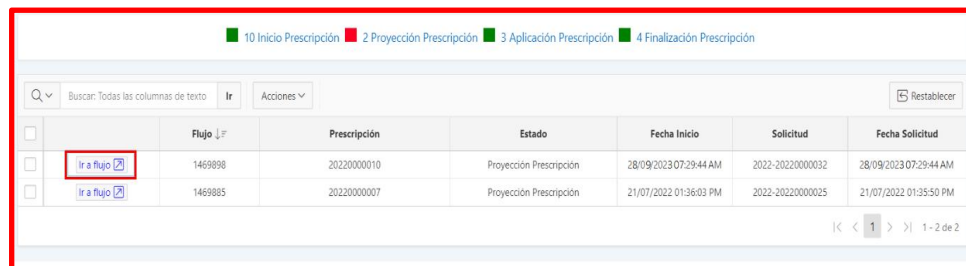 10 Inicio Prescripción 2 Proyección Prescripción 3 Aplicación Prescripción 4 Finalización Prescripción
Buscar: Todas las columnas de texto Ir Acciones Restablecer
Flujo Prescripción Estado Fecha Inicio Solicitud Fecha Solicitud
Ir a flujo 1469898 20220000010 Proyección Prescripción 28/09/2023 07:29:44 AM 2022-20220000032 28/09/2023 07:29:44 AM
Ir a flujo 1469885 20220000007 Proyección Prescripción 21/07/2022 01:36:03 PM 2022-20220000025 21/07/2022 01:35:50 PM
1 1 - 2 de 2